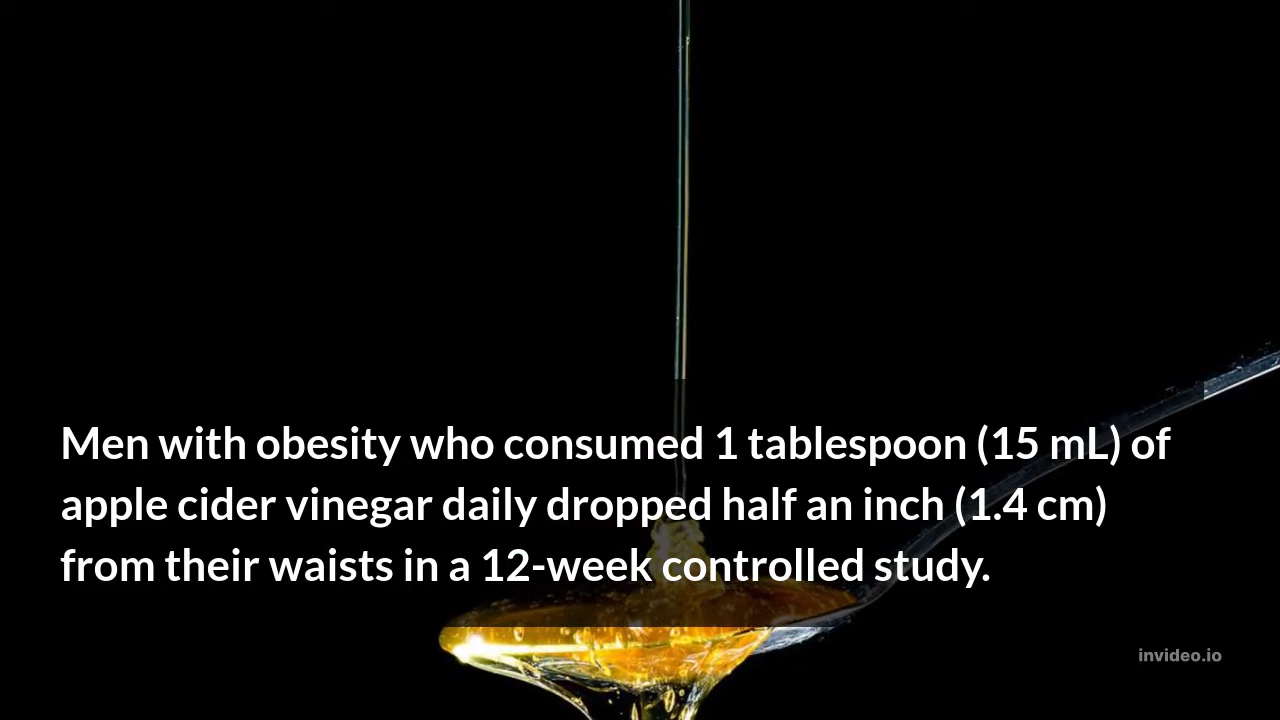 Men with obesity who consumed 1 tablespoon (15 mL) of
apple cider vinegar daily dropped half an inch (1.4 cm)
from their waists in a 12-week controlled study.
invideo.io